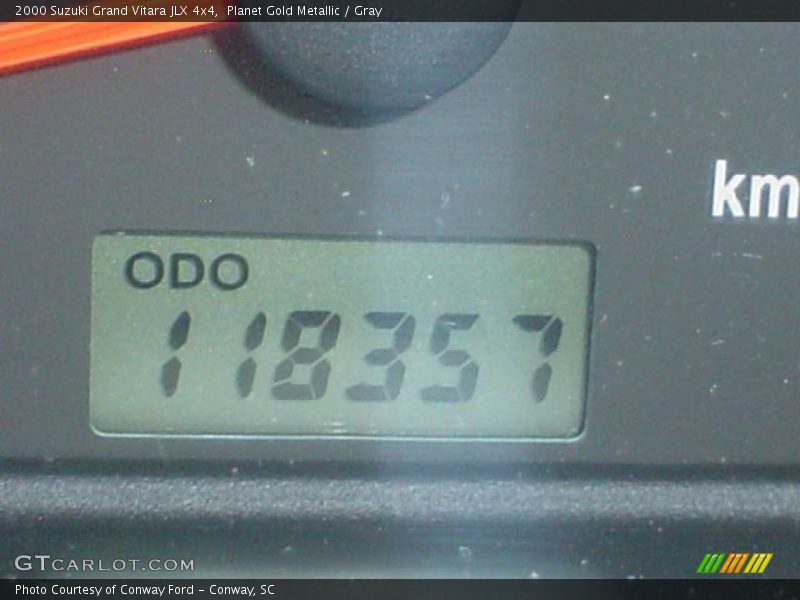 2000 Suzuki Grand Vitara JLX 4x4,  Planet Gold Metallic / Gray
km
ODO
118357
GTCARLOT.COM
Photo Courtesy of Conway Ford – Conway, SC